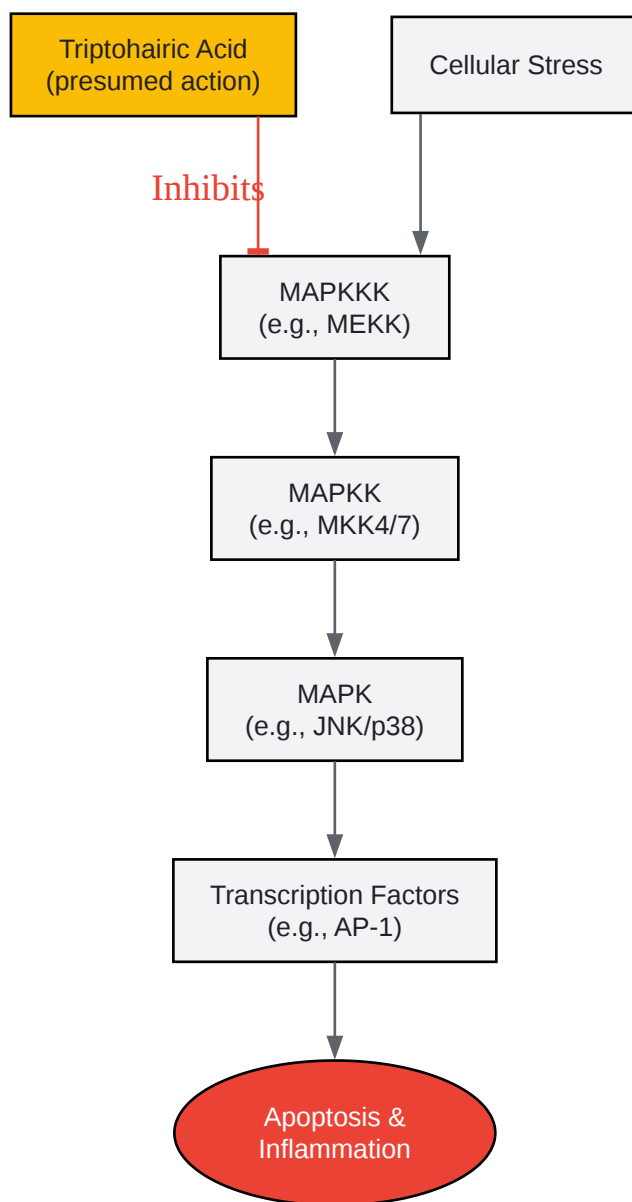 Triptohairic Acid
(presumed action)
Cellular Stress
Inhibits
MAPKKK
(e.g., MEKK)
MAPKK
(e.g., MKK4/7)
MAPK
(e.g., JNK/p38)
Transcription Factors
(e.g., AP-1)
Apoptosis &
Inflammation